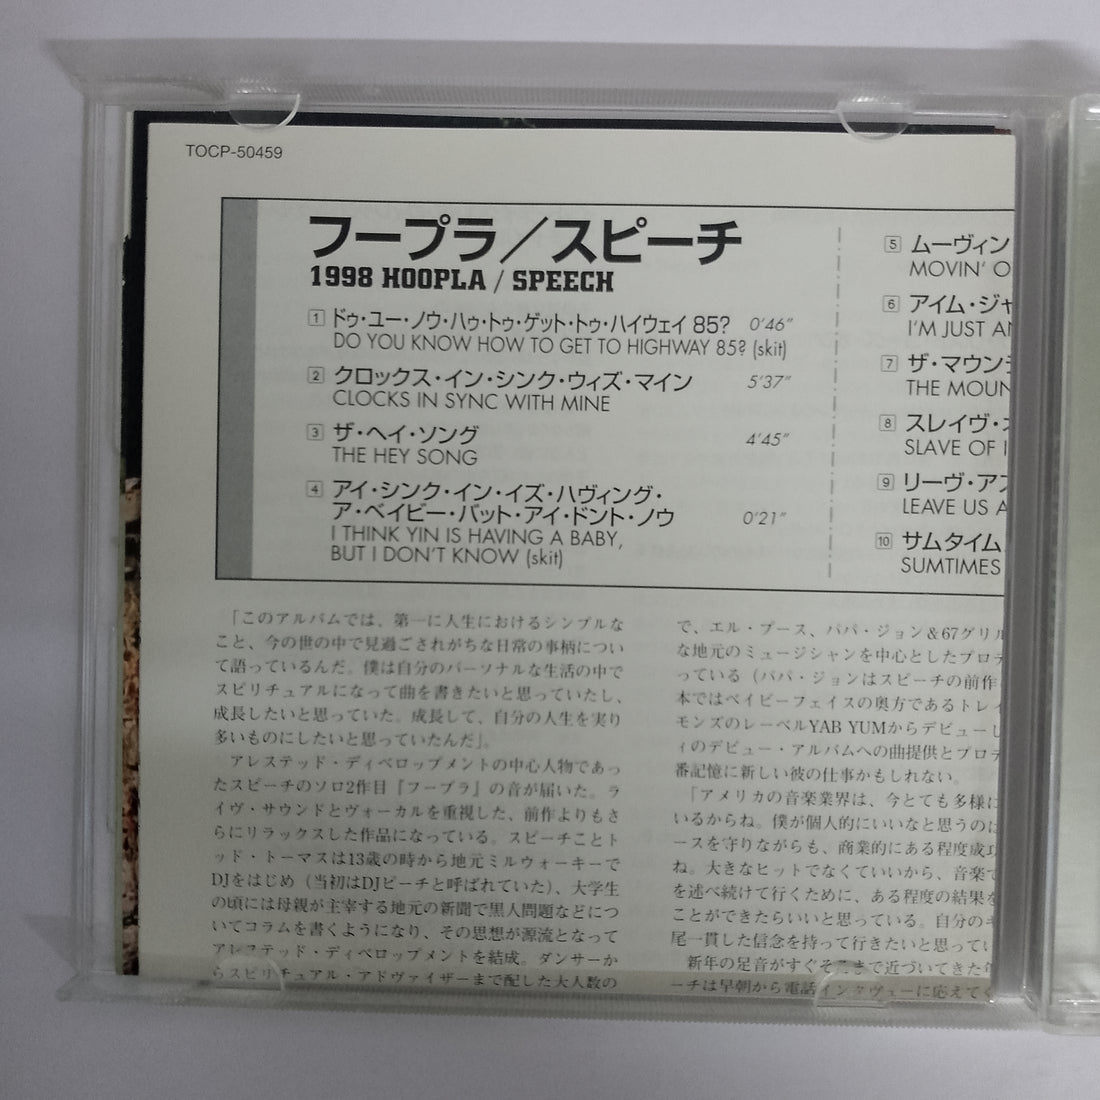 TOCP-50459
フープラ／スピーチ
1998 HOOPLA / SPEECH
1 ドゥ・ユー・ノウ・ハゥ・トゥ・ゲット・トゥ・ハイウェイ 85? 0'46"
DO YOU KNOW HOW TO GET TO HIGHWAY 85? (skit)
2 クロックス・イン・シンク・ウィズ・マイン 5'37"
CLOCKS IN SYNC WITH MINE
3 ザ・ヘイ・ソング 4'45"
THE HEY SONG
4 アイ・シンク・イン・イズ・ハヴィング・
ア・ベイビー・バット・アイ・ドント・ノウ 0'21"
I THINK YIN IS HAVING A BABY,
BUT I DON'T KNOW (skit)
5 ムーヴィン
MOVIN' O
6 アイム・ジャ
I'M JUST AN
7 ザ・マウン
THE MOUN
8 スレイヴ・
SLAVE OF I
9 リーヴ・アス
LEAVE US A
10 サムタイム
SUMTIMES
「このアルバムでは、第一に人生におけるシンプルな
こと、今の世の中で見過ごされがちな日常の事柄につい
て語っているんだ。僕は自分のパーソナルな生活の中で
スピリチュアルになって曲を書きたいと思っていたし、
成長したいと思っていた。成長して、自分の人生を実り
多いものにしたいと思っていたんだ」。
アレステッド・ディベロップメントの中心人物であっ
たスピーチのソロ2作目『フープラ』の音が届いた。ラ
イヴ・サウンドとヴォーカルを重視した、前作よりもさ
らにリラックスした作品になっている。スピーチことト
ッド・トーマスは13歳の時から地元ミルウォーキーで
DJをはじめ（当初はDJピーチと呼ばれていた）、大学生
の頃には母親が主宰する地元の新聞で黒人問題などにつ
いてコラムを書くようになり、その思想が源流となって
アレステッド・ディベロップメントを結成。ダンサーか
らスピリチュアル・アドヴァイザーまで配した大人数の
で、エル・プース、パパ・ジョン＆67グリル
な地元のミュージシャンを中心としたプロデ
っている（パパ・ジョンはスピーチの前作
本ではベイビーフェイスの奥方であるトレイ
モンズのレーベルYAB YUMからデビューし
ィのデビュー・アルバムへの曲提供とプロデ
番記憶に新しい彼の仕事かもしれない。
「アメリカの音楽業界は、今とても多様に
いるからね。僕が個人的にいいなと思うのは
ースを守りながらも、商業的にある程度成功
ね。大きなヒットでなくていいから、音楽で
を述べ続けて行くために、ある程度の結果を
ことができたらいいと思っている。自分のキ
尾一貫した信念を持って行きたいと思ってい
新年の足音がすぐそこまで近づいてきた年
ーチは早朝から電話インタヴューに応えてく